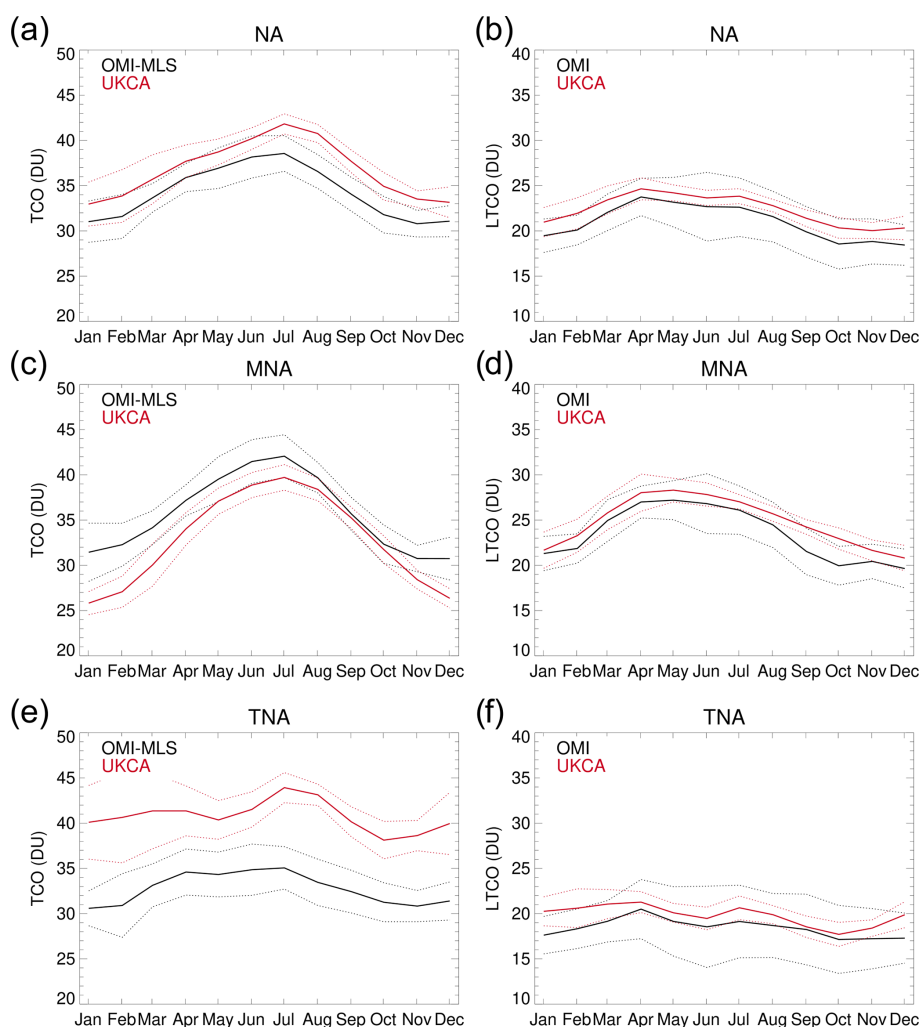 (a) NA
OMI-MLS
UKCA
TCO (DU)
50
45
40
35
30
25
20
Jan Feb Mar Apr May Jun Jul Aug Sep Oct Nov Dec
(b) NA
OMI
UKCA
LTCO (DU)
40
35
30
25
20
15
10
Jan Feb Mar Apr May Jun Jul Aug Sep Oct Nov Dec
(c) MNA
OMI-MLS
UKCA
TCO (DU)
50
45
40
35
30
25
20
Jan Feb Mar Apr May Jun Jul Aug Sep Oct Nov Dec
(d) MNA
OMI
UKCA
LTCO (DU)
40
35
30
25
20
15
10
Jan Feb Mar Apr May Jun Jul Aug Sep Oct Nov Dec
(e) TNA
OMI-MLS
UKCA
TCO (DU)
50
45
40
35
30
25
20
Jan Feb Mar Apr May Jun Jul Aug Sep Oct Nov Dec
(f) TNA
OMI
UKCA
LTCO (DU)
40
35
30
25
20
15
10
Jan Feb Mar Apr May Jun Jul Aug Sep Oct Nov Dec